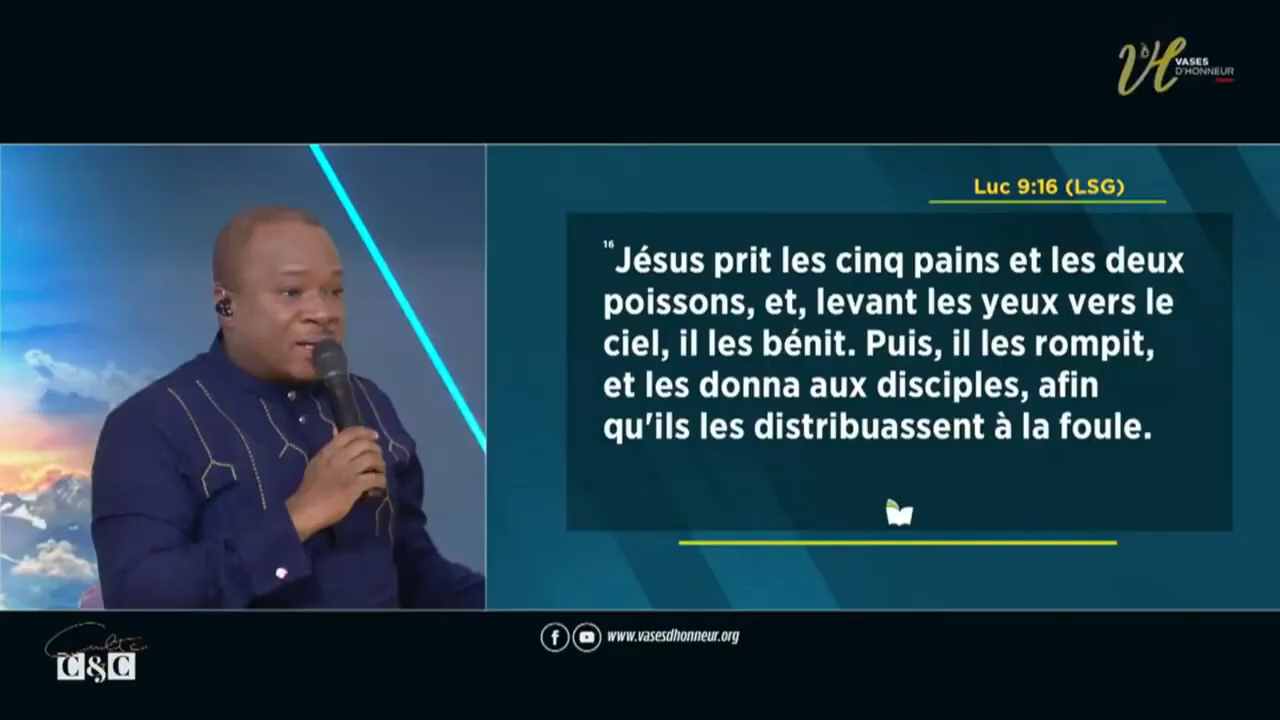 VASES
D'HONNEUR
Luc 9:16 (LSG)
16 Jésus prit les cinq pains et les deux
poissons, et, levant les yeux vers le
ciel, il les bénit. Puis, il les rompit,
et les donna aux disciples, afin
qu'ils les distribuassent à la foule.
www.vasesdhonneur.org
C&C